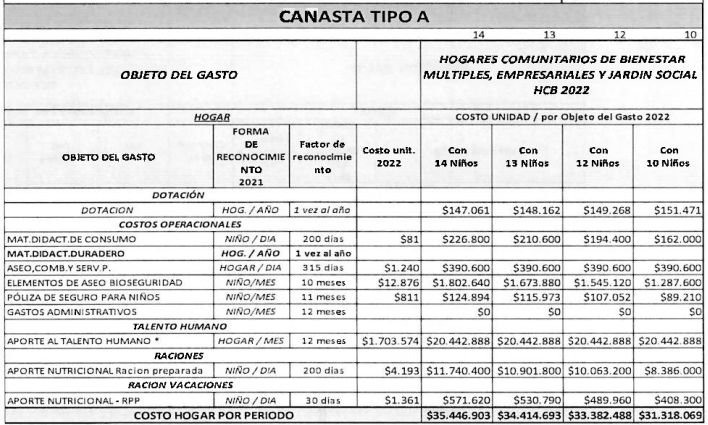 CANASTA TIPO A
14 13 12 10
OBJETO DEL GASTO
HOGARES COMUNITARIOS DE BIENESTAR
MULTIPLES, EMPRESARIALES Y JARDIN SOCIAL
HCB 2022
HOGAR COSTO UNIDAD / por Objeto del Gasto 2022
OBJETO DEL GASTO
FORMA
DE
RECONOCIMIE
NTO
2021
Factor de
reconocimie
nto
Costo unit.
2022
Con
14 Niños
Con
13 Niños
Con
12 Niños
Con
10 Niños
DOTACIÓN
DOTACION HOG. / AÑO 1 vez al año $147.061 $148.162 $149.268 $151.471
COSTOS OPERACIONALES
MAT.DIDACT.DE CONSUMO NIÑO / DIA 200 días $81 $226.800 $210.600 $194.400 $162.000
MAT.DIDACT.DURADERO HOG. / AÑO 1 vez al año
ASEO,COMB.Y SERV.P. HOGAR / DIA 315 días $1.240 $390.600 $390.600 $390.600 $390.600
ELEMENTOS DE ASEO BIOSEGURIDAD NIÑO/MES 10 meses $12.876 $1.802.640 $1.673.880 $1.545.120 $1.287.600
PÓLIZA DE SEGURO PARA NIÑOS NIÑO/MES 11 meses $811 $124.894 $115.973 $107.052 $89.210
GASTOS ADMINISTRATIVOS NIÑO/MES 12 meses $0 $0 $0 $0
TALENTO HUMANO
APORTE AL TALENTO HUMANO * HOGAR / MES 12 meses $1.703.574 $20.442.888 $20.442.888 $20.442.888 $20.442.888
RACIONES
APORTE NUTRICIONAL Racion preparada NIÑO / DIA 200 días $4.193 $11.740.400 $10.901.800 $10.063.200 $8.386.000
RACION VACACIONES
APORTE NUTRICIONAL - RPP NIÑO / DIA 30 días $1.361 $571.620 $530.790 $489.960 $408.300
COSTO HOGAR POR PERIODO $35.446.903 $34.414.693 $33.382.488 $31.318.069